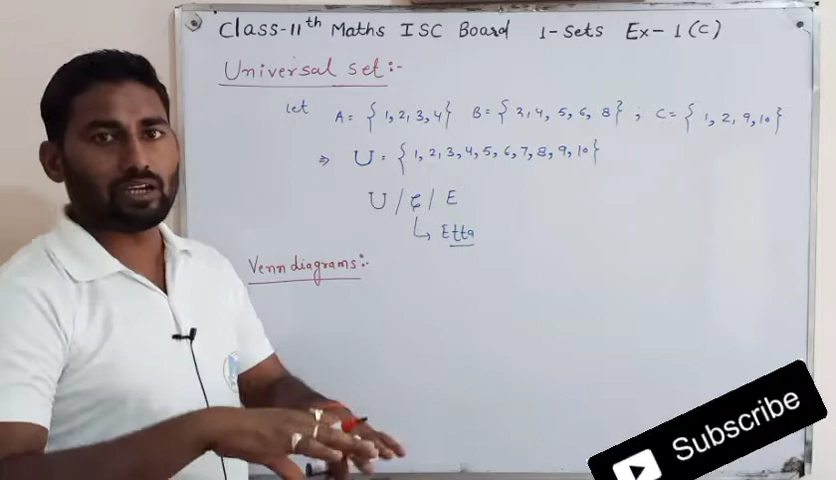 Class-11th Maths ISC Board 1-Sets Ex-1(c)
Universal set:-
let A = {1, 2, 3, 4} B = {3, 4, 5, 6, 8} ; C = {1, 2, 9, 10}
⇒ U = {1, 2, 3, 4, 5, 6, 7, 8, 9, 10}
U / ξ / E
↳ Etta
Venn diagrams:-
Subscribe